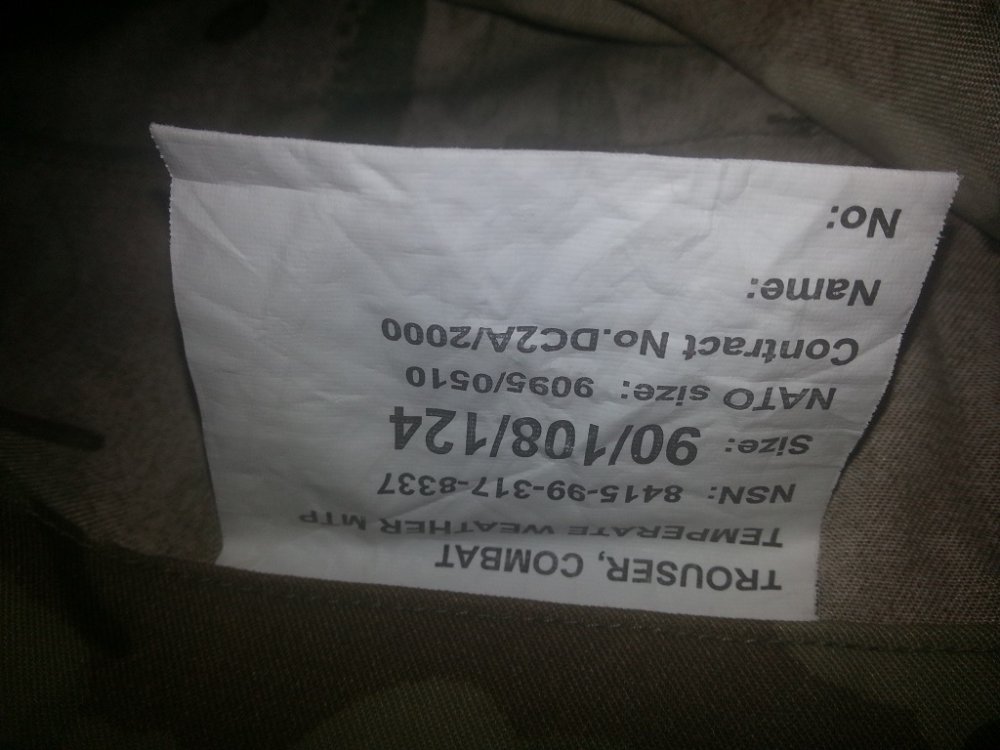 TROUSER, COMBAT
TEMPERATE WEATHER MTP
NSN: 8415-99-317-8337
Size: 90/108/124
NATO size: 9095/0510
Contract No.DC2A/2000
Name:
No: